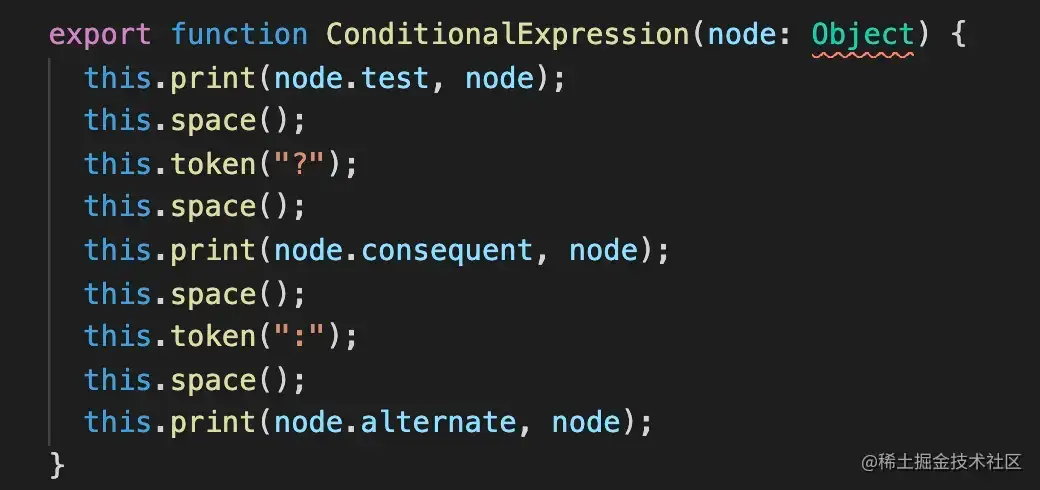 export function ConditionalExpression(node: Object) {
  this.print(node.test, node);
  this.space();
  this.token("?");
  this.space();
  this.print(node.consequent, node);
  this.space();
  this.token(":");
  this.space();
  this.print(node.alternate, node);
}
@稀土掘金技术社区